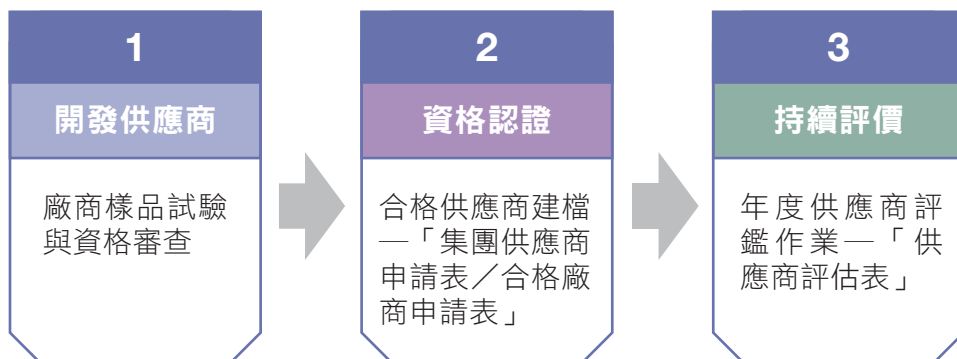 1
開發供應商
廠商樣品試驗
與資格審查
2
資格認證
合格供應商建檔
—「集團供應商
申請表／合格廠
商申請表」
3
持續評價
年度供應商評
鑑作業—「供
應商評估表」